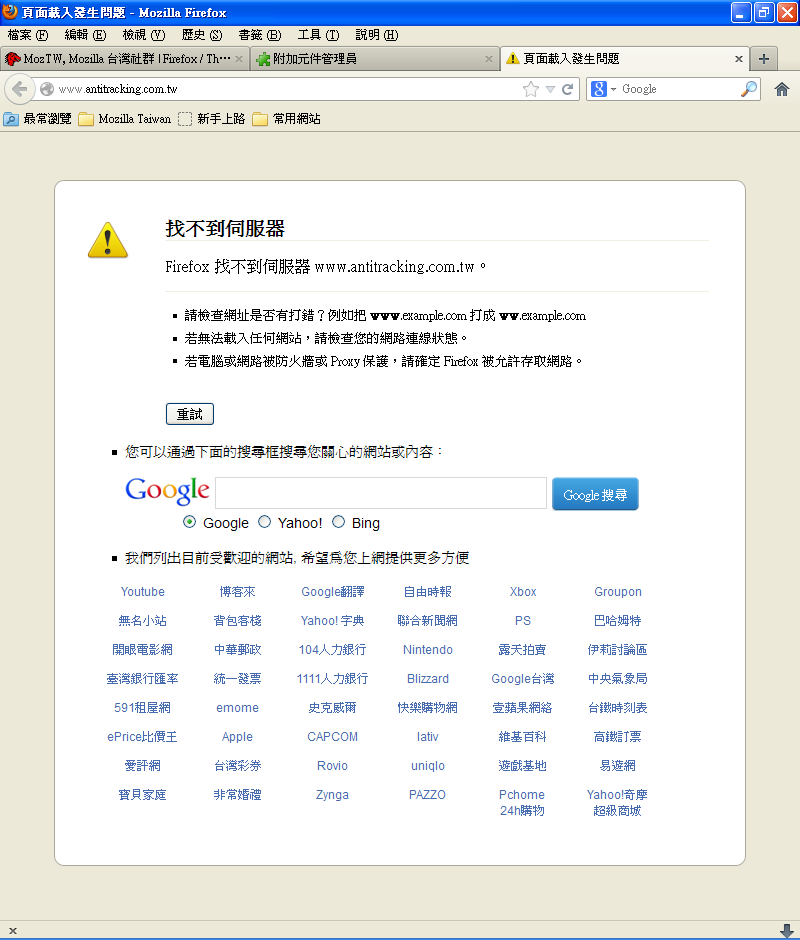 頁面載入發生問題 - Mozilla Firefox
檔案 (F) 編輯 (E) 檢視 (V) 歷史 (S) 書籤 (B) 工具 (T) 說明 (H)
MozTW, Mozilla 台灣社群 | Firefox / Th··· × 附加元件管理員 × 頁面載入發生問題 × +
www.antitracking.com.tw 8 Google
最常瀏覽 Mozilla Taiwan 新手上路 常用網站
找不到伺服器
Firefox 找不到伺服器 www.antitracking.com.tw。
請檢查網址是否有打錯？例如把 www.example.com 打成 ww.example.com
若無法載入任何網站，請檢查您的網路連線狀態。
若電腦或網路被防火牆或 Proxy 保護，請確定 Firefox 被允許存取網路。
重試
您可以通過下面的搜尋框搜尋您關心的網站或內容：
Google Google 搜尋
Google Yahoo! Bing
我們列出目前受歡迎的網站, 希望為您上網提供更多方便
Youtube 博客來 Google翻譯 自由時報 Xbox Groupon
無名小站 背包客棧 Yahoo! 字典 聯合新聞網 PS 巴哈姆特
開眼電影網 中華郵政 104人力銀行 Nintendo 露天拍賣 伊莉討論區
臺灣銀行匯率 統一發票 1111人力銀行 Blizzard Google台灣 中央氣象局
591租屋網 emome 史克威爾 快樂購物網 壹蘋果網絡 台鐵時刻表
ePrice比價王 Apple CAPCOM lativ 維基百科 高鐵訂票
愛評網 台灣彩券 Rovio uniqlo 遊戲基地 易遊網
寶貝家庭 非常婚禮 Zynga PAZZO Pchome Yahoo!奇摩
24h購物 超級商城